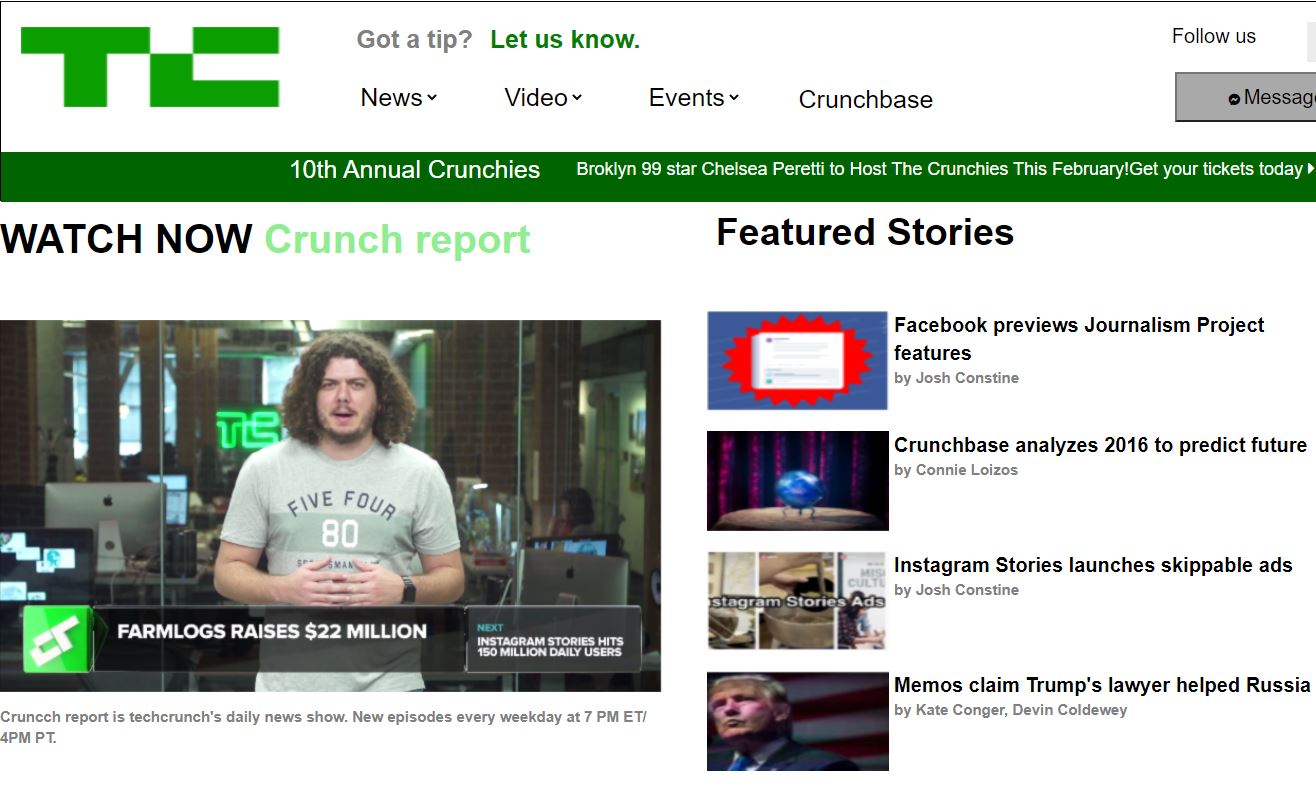 TC
Got a tip? Let us know.
Follow us
News Video Events Crunchbase
Messag
10th Annual Crunchies Broklyn 99 star Chelsea Peretti to Host The Crunchies This February!Get your tickets today
WATCH NOW Crunch report
TC
FIVE FOUR
80
FARMLOGS RAISES $22 MILLION
NEXT
INSTAGRAM STORIES HITS
150 MILLION DAILY USERS
Cruncch report is techcrunch's daily news show. New episodes every weekday at 7 PM ET/
4PM PT.
Featured Stories
Facebook previews Journalism Project
features
by Josh Constine
Crunchbase analyzes 2016 to predict future
by Connie Loizos
stagram Stories Ads
Instagram Stories launches skippable ads
by Josh Constine
Memos claim Trump's lawyer helped Russia
by Kate Conger, Devin Coldewey